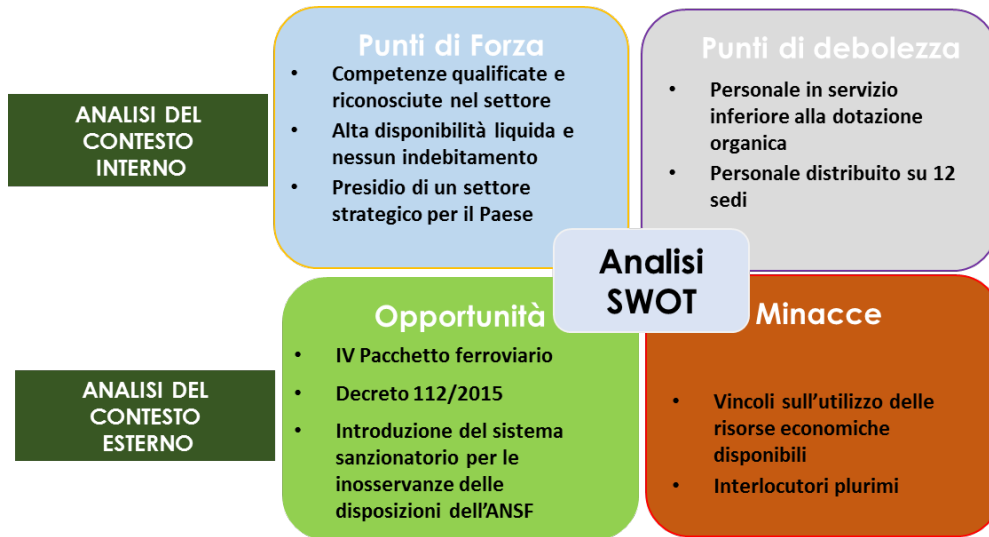 ANALISI DEL
CONTESTO
INTERNO
Punti di Forza
• Competenze qualificate e
riconosciute nel settore
• Alta disponibilità liquida e
nessun indebitamento
• Presidio di un settore
strategico per il Paese
Punti di debolezza
• Personale in servizio
inferiore alla dotazione
organica
• Personale distribuito su 12
sedi
Analisi
SWOT
ANALISI DEL
CONTESTO
ESTERNO
Opportunità
• IV Pacchetto ferroviario
• Decreto 112/2015
• Introduzione del sistema
sanzionatorio per le
inosservanze delle
disposizioni dell'ANSF
Minacce
• Vincoli sull'utilizzo delle
risorse economiche
disponibili
• Interlocutori plurimi